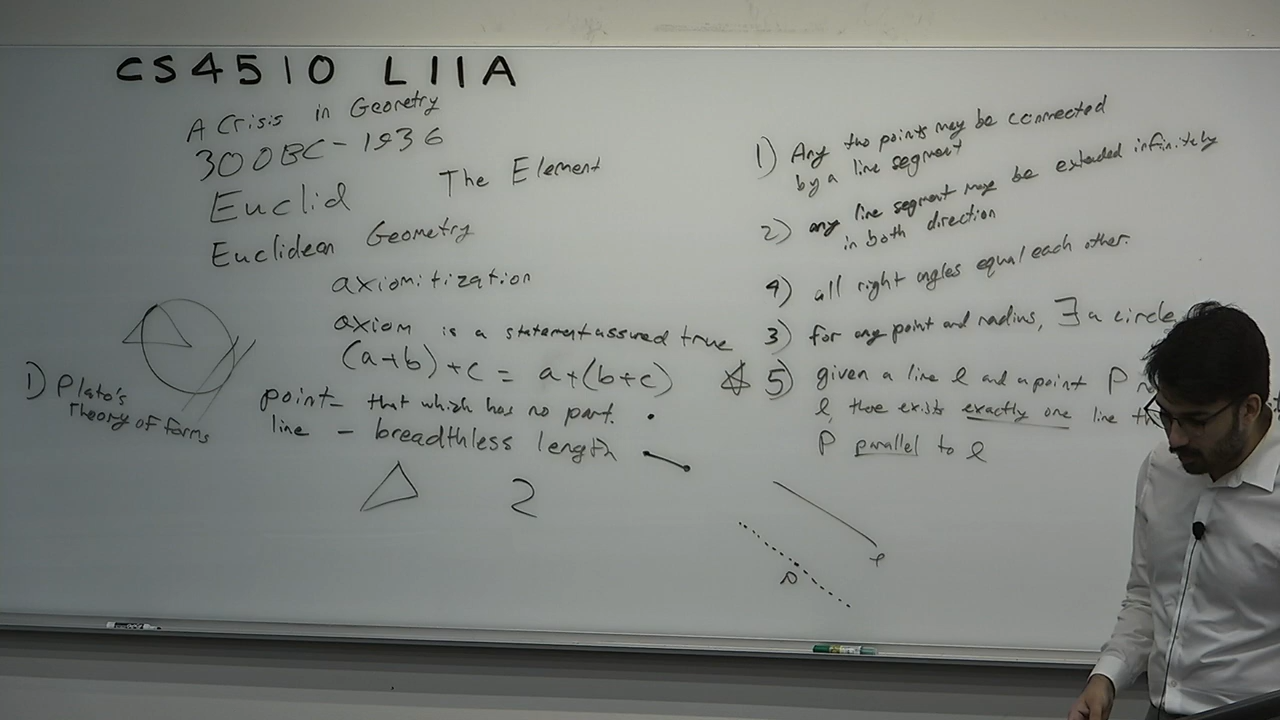 CS4510 L11A
A Crisis in Geometry
300BC - 1936
Euclid The Element
Euclidean Geometry
axiomitization
axiom is a statement assured true
(a+b)+c = a+(b+c)
1) Plato's
Theory of forms
point - that which has no part. •
line - breadthless length
2
1) Any two points may be connected
by a line segment
2) any line segment may be extended infinitely
in both direction
4) all right angles equal each other.
3) for any point and radius, ∃ a circle
5) given a line l and a point P
l, there exists exactly one line
P parallel to l
l
P